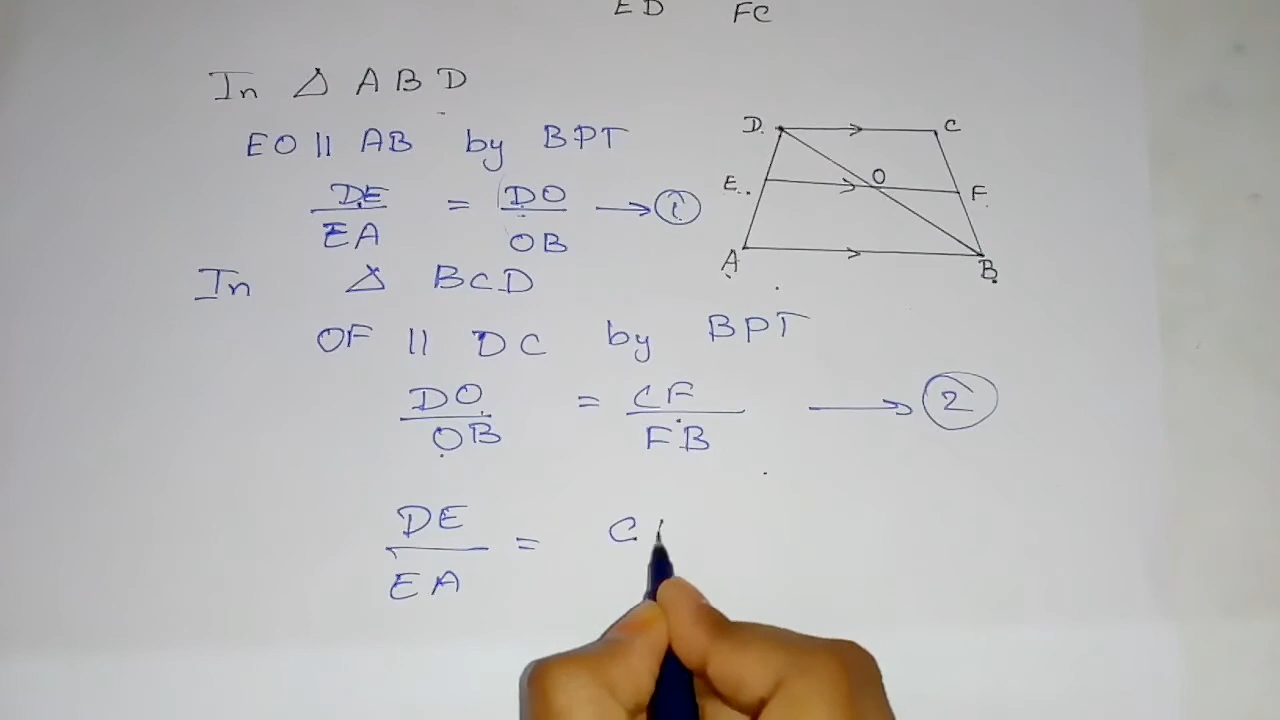 ED FC
In △ ABD
EO || AB by BPT
DE = DO → 1
EA OB
In △ BCD
OF || DC by BPT
DO = CF → 2
OB FB
DE = C
EA
D C
E O F
A B